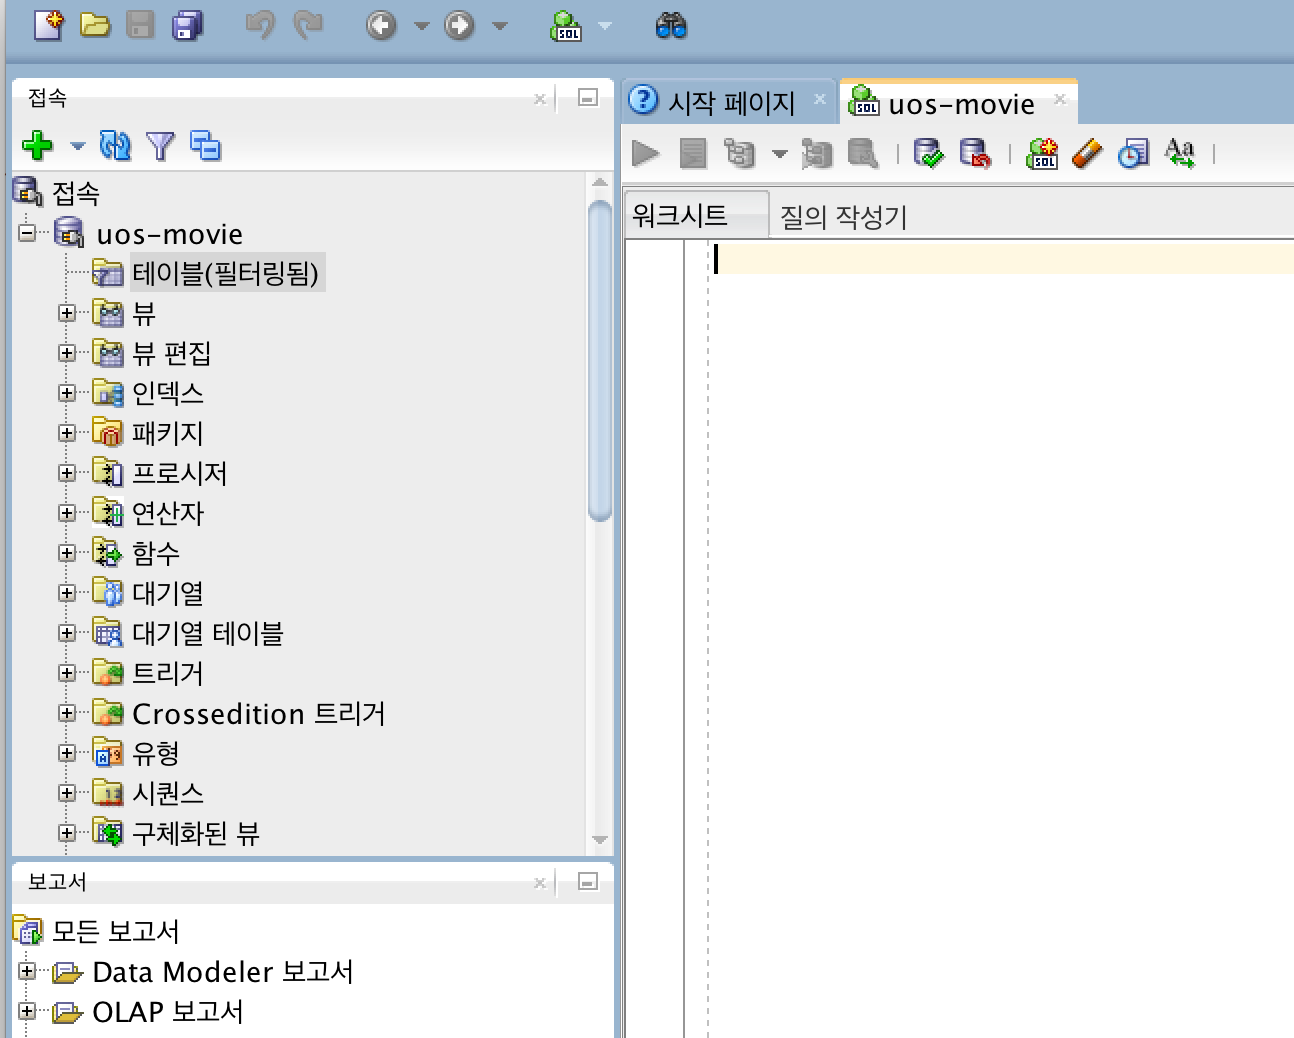 접속
접속
uos-movie
테이블(필터링됨)
뷰
뷰 편집
인덱스
패키지
프로시저
연산자
함수
대기열
대기열 테이블
트리거
Crossedition 트리거
유형
시퀀스
구체화된 뷰
보고서
모든 보고서
Data Modeler 보고서
OLAP 보고서
시작 페이지
uos-movie
SQL
Aa
워크시트
질의 작성기